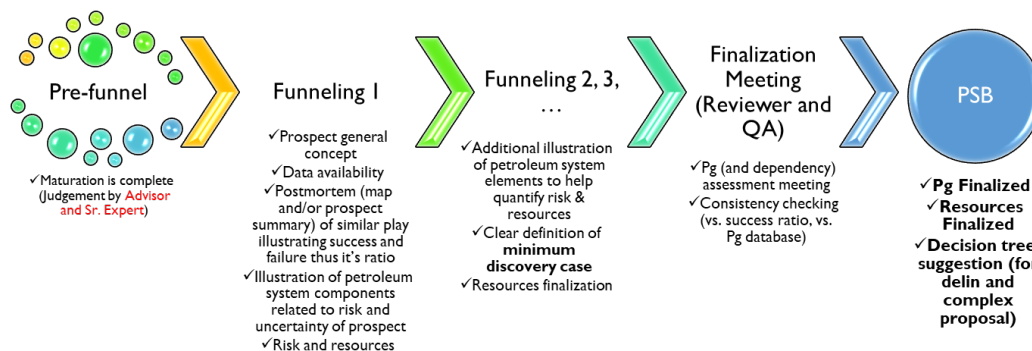 Pre-funnel
✓Maturation is complete
(Judgement by Advisor
and Sr. Expert)
Funneling 1
✓Prospect general
concept
✓Data availability
✓Postmortem (map
and/or prospect
summary) of similar play
illustrating success and
failure thus it's ratio
✓Illustration of petroleum
system components
related to risk and
uncertainty of prospect
✓Risk and resources
Funneling 2, 3,
…
✓Additional illustration
of petroleum system
elements to help
quantify risk &
resources
✓Clear definition of
minimum
discovery case
✓Resources finalization
Finalization
Meeting
(Reviewer and
QA)
✓Pg (and dependency)
assessment meeting
✓Consistency checking
(vs. success ratio, vs.
Pg database)
PSB
✓Pg Finalized
✓Resources
Finalized
✓Decision tree
suggestion (for
delin and
complex
proposal)